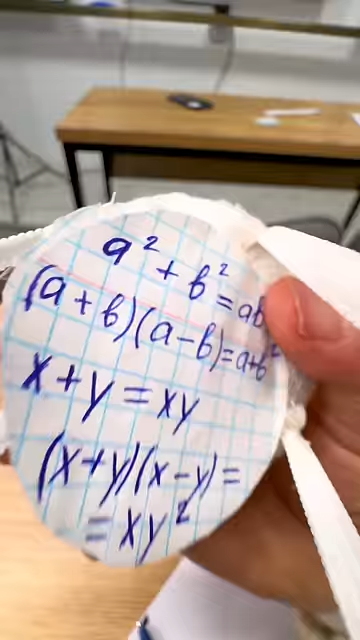 a² + b² = ab
(a + b)(a - b) = a+b²
x + y = xy
(x+y)(x-y) =
= xy²